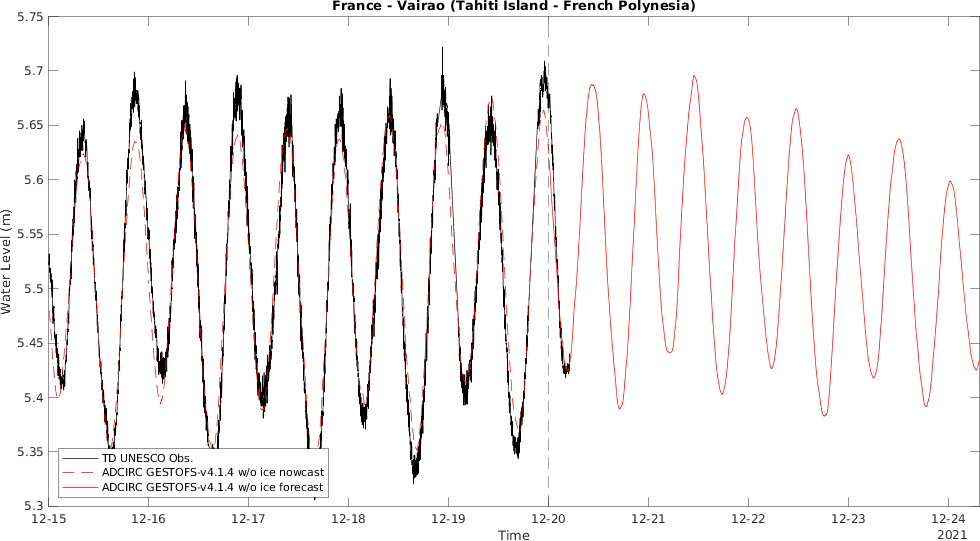 France - Vairao (Tahiti Island - French Polynesia)
5.75
5.7
5.65
5.6
5.55
5.5
5.45
5.4
5.35
5.3
Water Level (m)
TD UNESCO Obs.
ADCIRC GESTOFS-v4.1.4 w/o ice nowcast
ADCIRC GESTOFS-v4.1.4 w/o ice forecast
12-15 12-16 12-17 12-18 12-19 12-20 12-21 12-22 12-23 12-24
Time
2021